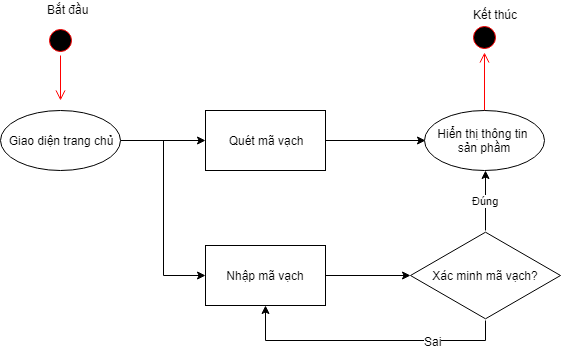 Bắt đầu
Kết thúc
Giao diện trang chủ
Quét mã vạch
Hiển thị thông tin
sản phẩm
Đúng
Nhập mã vạch
Xác minh mã vạch?
Sai